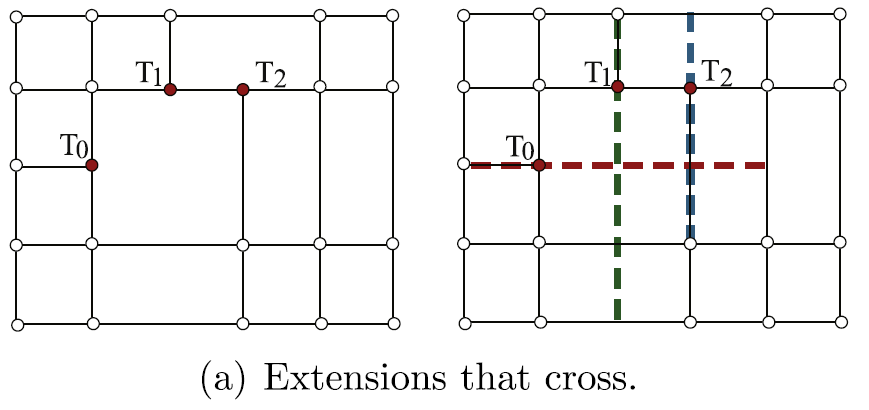 T1 T2 T1 T2
T0 T0
(a) Extensions that cross.